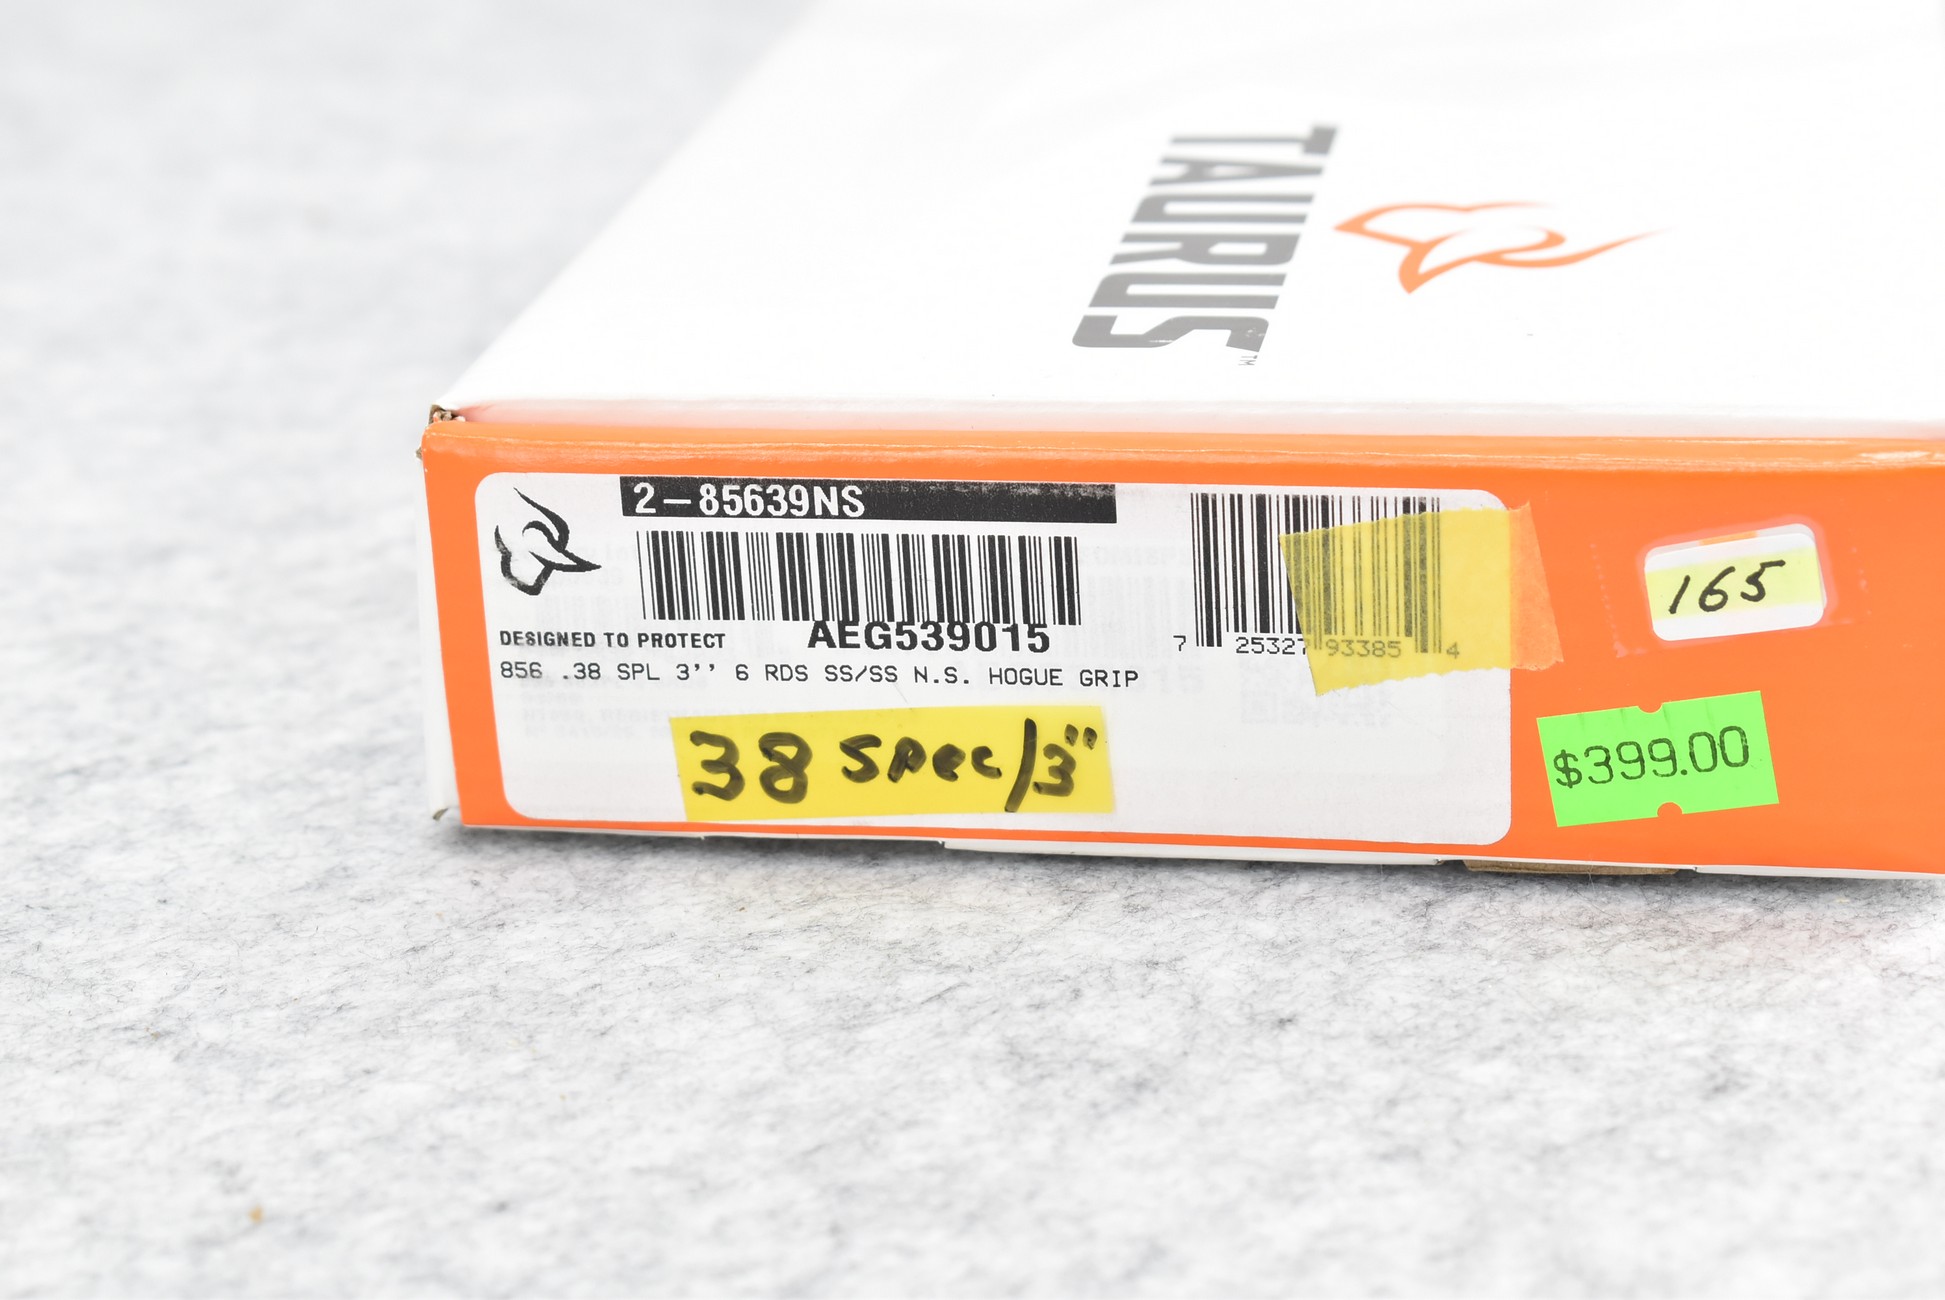 TAURUS™
2-85639NS
DESIGNED TO PROTECT
AEG539015
856 .38 SPL 3'' 6 RDS SS/SS N.S. HOGUE GRIP
7 25327 93385 4
38 SPEC/3"
165
$399.00